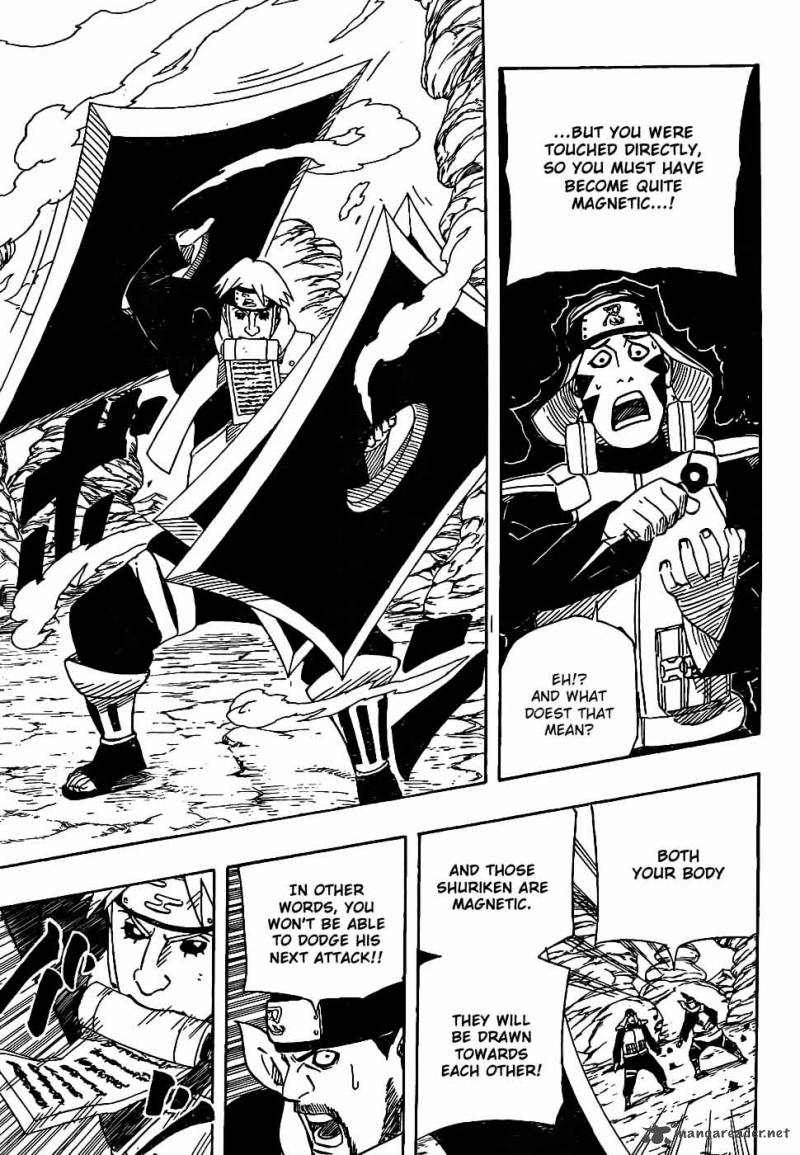 ...BUT YOU WERE
TOUCHED DIRECTLY,
SO YOU MUST HAVE
BECOME QUITE
MAGNETIC...!
EH!?
AND WHAT
DOEST THAT
MEAN?
BOTH
YOUR BODY
AND THOSE
SHURIKEN ARE
MAGNETIC.
THEY WILL
BE DRAWN
TOWARDS
EACH OTHER!
IN OTHER
WORDS, YOU
WON'T BE ABLE
TO DODGE HIS
NEXT ATTACK!!
mangareader.net